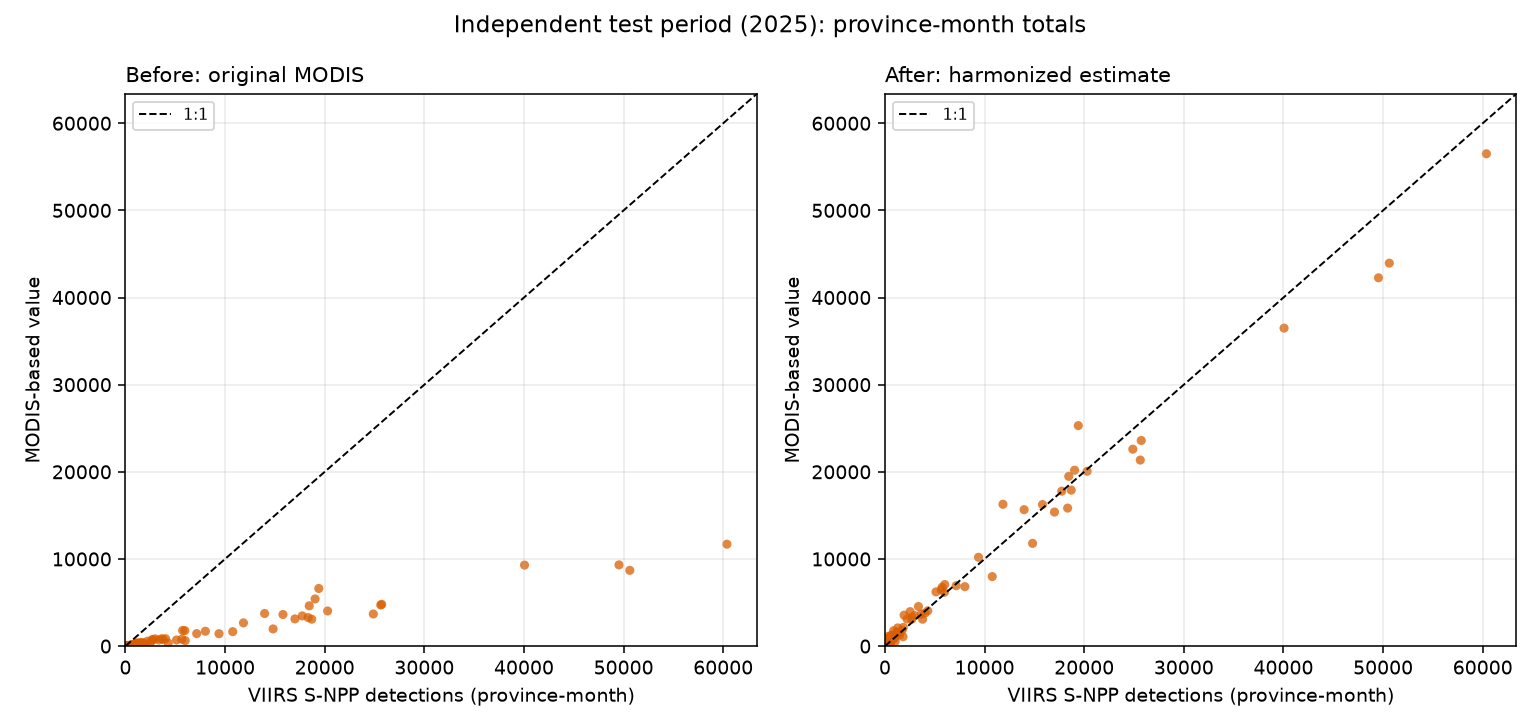 Independent test period (2025): province-month totals
Before: original MODIS
1:1
60000
50000
40000
30000
20000
10000
0
MODIS-based value
0 10000 20000 30000 40000 50000 60000
VIIRS S-NPP detections (province-month)
After: harmonized estimate
1:1
60000
50000
40000
30000
20000
10000
0
MODIS-based value
0 10000 20000 30000 40000 50000 60000
VIIRS S-NPP detections (province-month)